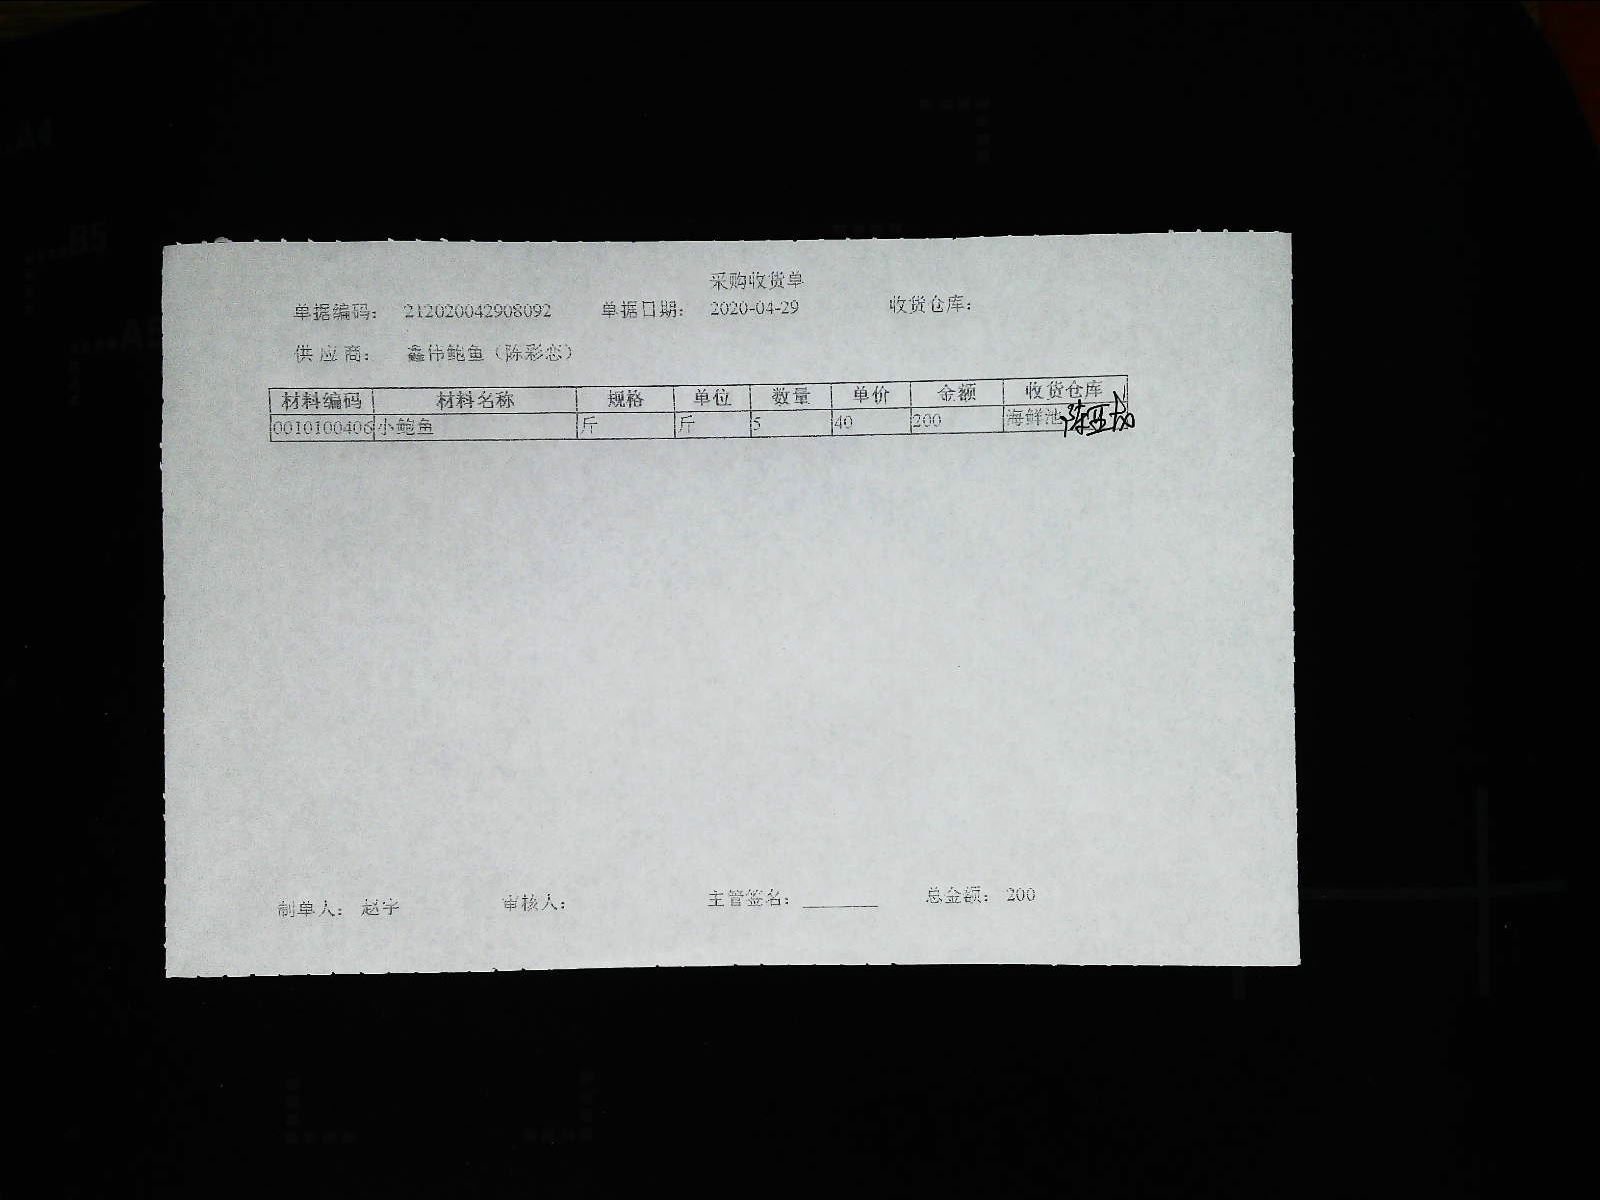 采购收货单
单据编码： 212020042908092 单据日期： 2020-04-29 收货仓库：
供应商： 鑫伟鲍鱼（陈彩恋）
材料编码 材料名称 规格 单位 数量 单价 金额 收货仓库
0010100406 小鲍鱼 斤 斤 5 40 200 海鲜池
制单人： 赵宇 审核人： 主管签名： ________ 总金额： 200